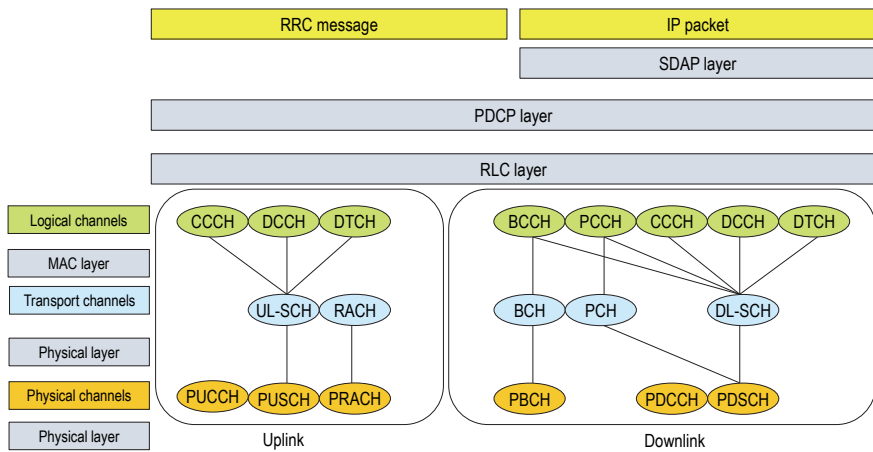 RRC message
IP packet
SDAP layer
PDCP layer
RLC layer
Logical channels
CCCH DCCH DTCH
BCCH PCCH CCCH DCCH DTCH
MAC layer
Transport channels
UL-SCH RACH
BCH PCH DL-SCH
Physical layer
Physical channels
PUCCH PUSCH PRACH
PBCH PDCCH PDSCH
Physical layer
Uplink
Downlink